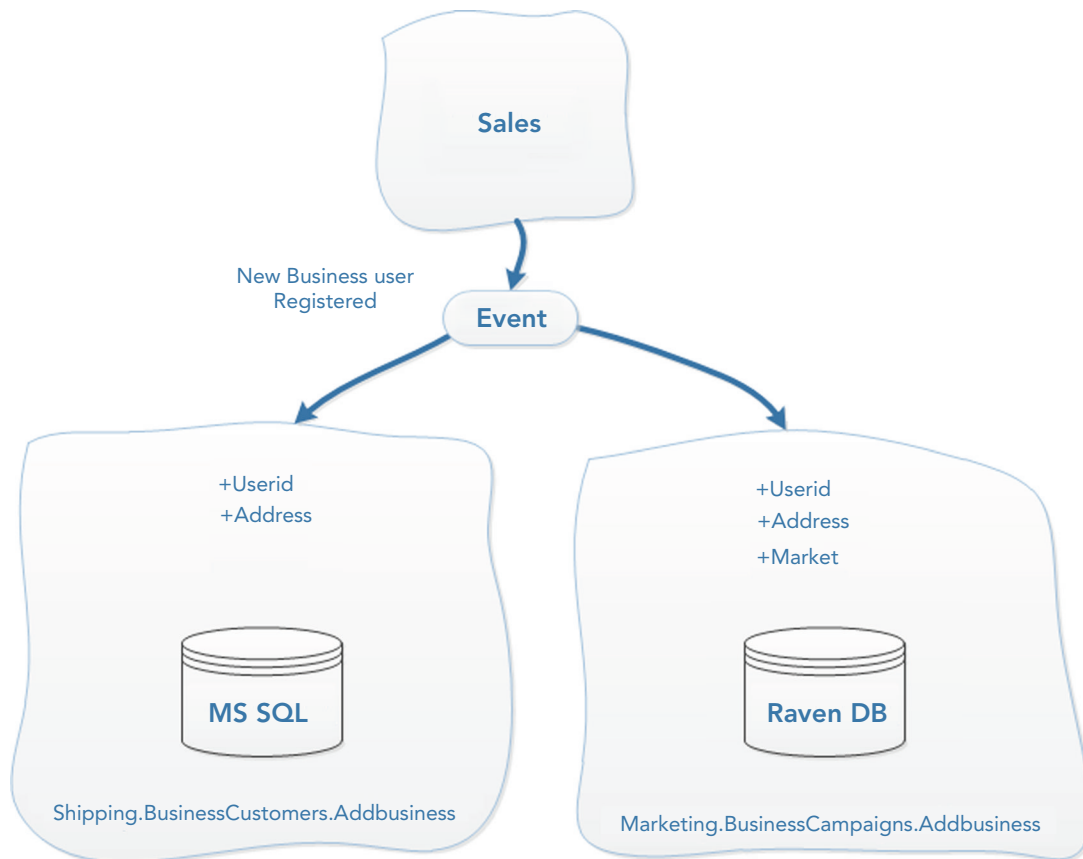 Sales
New Business user
Registered
Event
+Userid
+Address
MS SQL
Shipping.BusinessCustomers.Addbusiness
+Userid
+Address
+Market
Raven DB
Marketing.BusinessCampaigns.Addbusiness